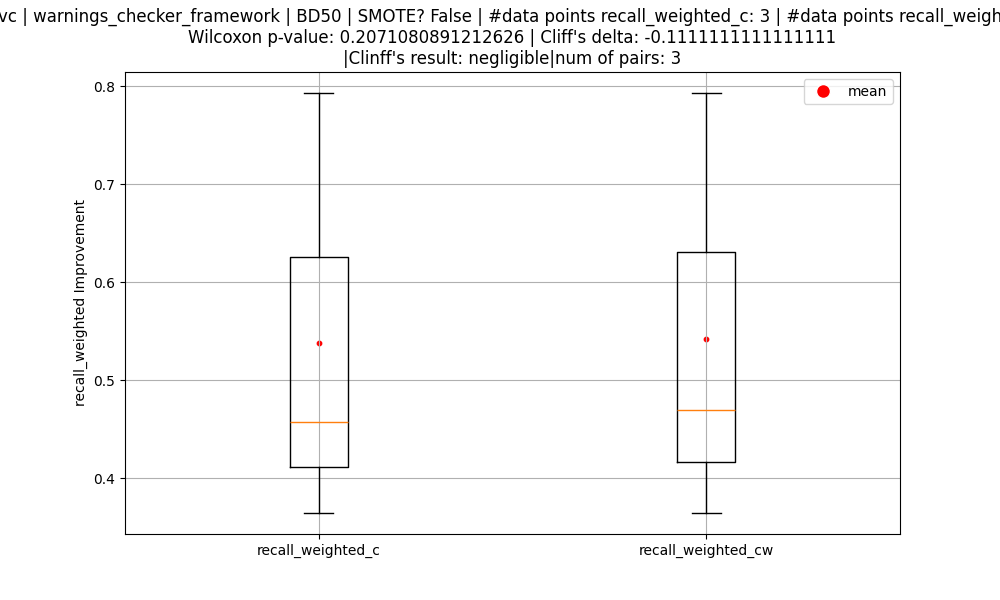 vc | warnings_checker_framework | BD50 | SMOTE? False | #data points recall_weighted_c: 3 | #data points recall_weigh
Wilcoxon p-value: 0.2071080891212626 | Cliff's delta: -0.1111111111111111
|Clinff's result: negligible|num of pairs: 3
mean
0.8
0.7
0.6
0.5
0.4
recall_weighted Improvement
recall_weighted_c
recall_weighted_cw